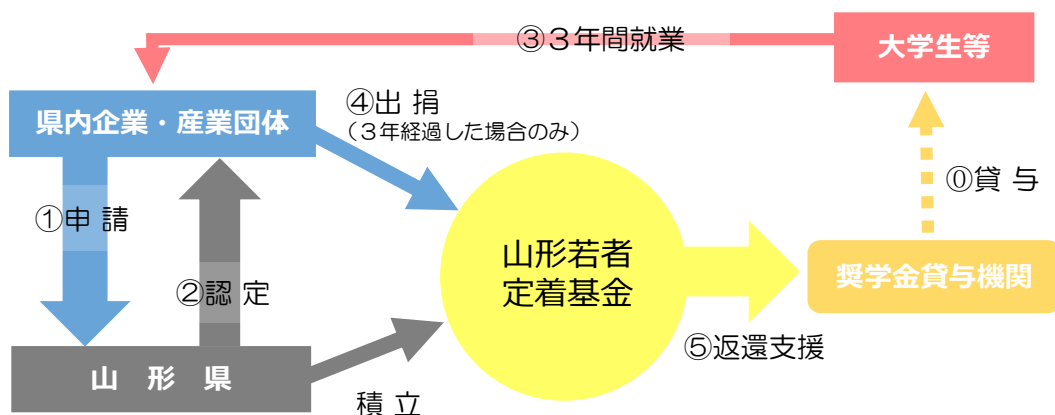 ③３年間就業
大学生等
県内企業・産業団体
④出 捐
（３年経過した場合のみ）
⓪貸 与
①申 請
②認 定
山形若者
定着基金
奨学金貸与機関
⑤返還支援
山 形 県
積 立